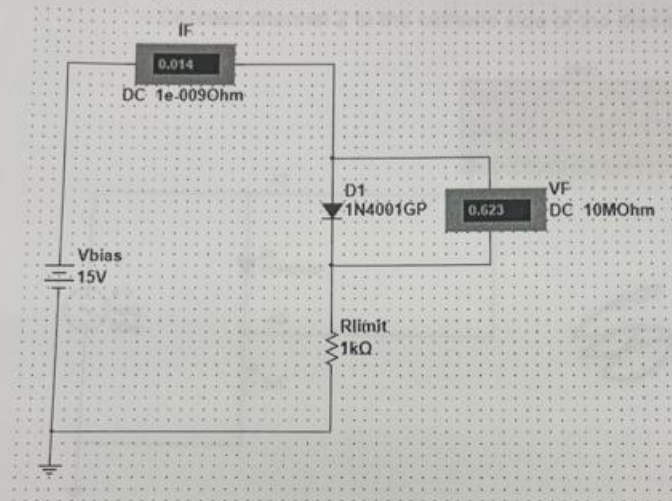 IF
0.014
DC 1e-009Ohm
D1
1N4001GP
VF
0.623
DC 10MOhm
Vbias
15V
Rlimit
1kΩ